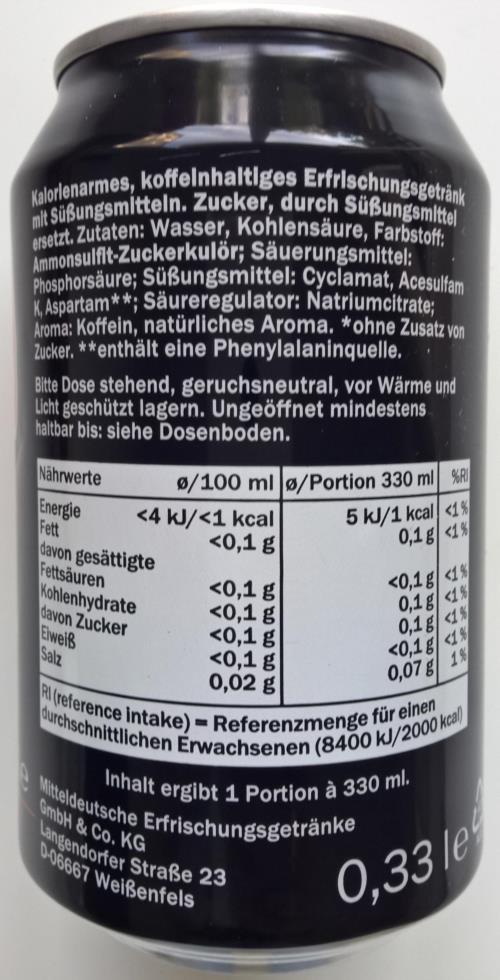 Kalorienarmes, koffeinhaltiges Erfrischungsgetränk
mit Süßungsmitteln. Zucker, durch Süßungsmittel
ersetzt. Zutaten: Wasser, Kohlensäure, Farbstoff:
Ammonsulfit-Zuckerkulör; Säuerungsmittel:
Phosphorsäure; Süßungsmittel: Cyclamat, Acesulfam
K, Aspartam**; Säureregulator: Natriumcitrate;
Aroma: Koffein, natürliches Aroma. *ohne Zusatz von
Zucker. **enthält eine Phenylalaninquelle.
Bitte Dose stehend, geruchsneutral, vor Wärme und
Licht geschützt lagern. Ungeöffnet mindestens
haltbar bis: siehe Dosenboden.
Nährwerte ø/100 ml ø/Portion 330 ml %RI
Energie <4 kJ/<1 kcal 5 kJ/1 kcal <1%
Fett <0,1 g 0,1 g <1%
davon gesättigte
Fettsäuren <0,1 g <0,1 g <1%
Kohlenhydrate <0,1 g 0,1 g <1%
davon Zucker <0,1 g 0,1 g <1%
Eiweiß <0,1 g <0,1 g <1%
Salz 0,02 g 0,07 g 1%
RI (reference intake) = Referenzmenge für einen
durchschnittlichen Erwachsenen (8400 kJ/2000 kcal)
Inhalt ergibt 1 Portion à 330 ml.
Mitteldeutsche Erfrischungsgetränke
GmbH & Co. KG
Langendorfer Straße 23
D-06667 Weißenfels
0,33 l e